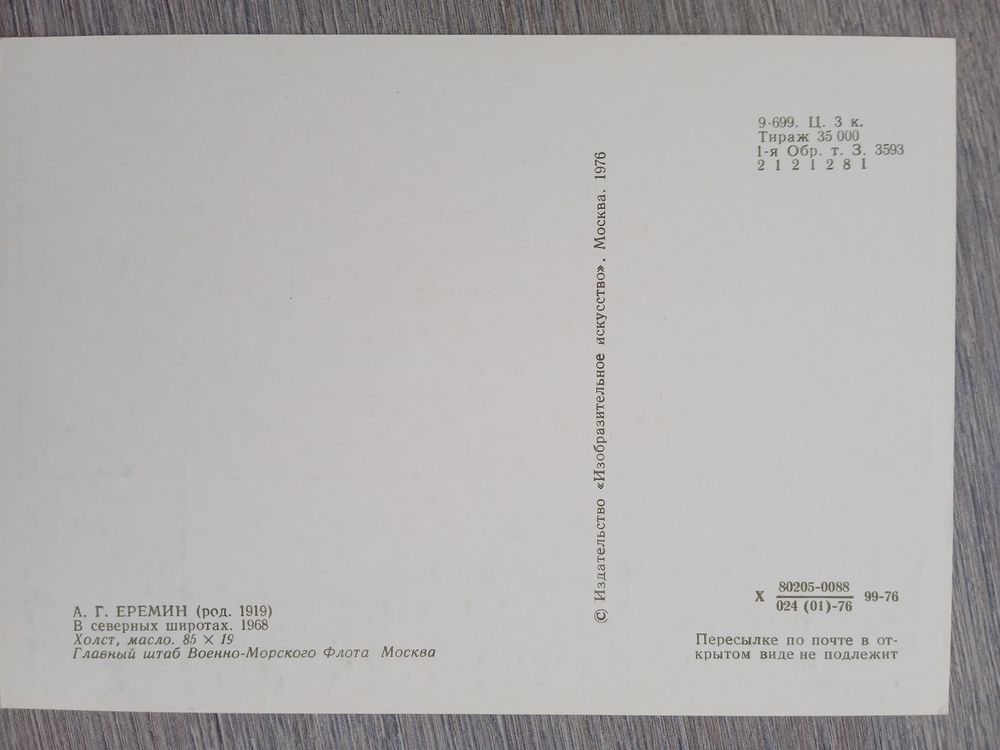 9-699. Ц. 3 к.
Тираж 35 000
1-я Обр. т. З. 3593
2 1 2 1 2 8 1
© Издательство «Изобразительное искусство». Москва. 1976
А. Г. ЕРЕМИН (род. 1919)
В северных широтах. 1968
Холст, масло. 85 × 19
Главный штаб Военно-Морского Флота Москва
X 80205-0088 99-76
024 (01)-76
Пересылке по почте в от-
крытом виде не подлежит